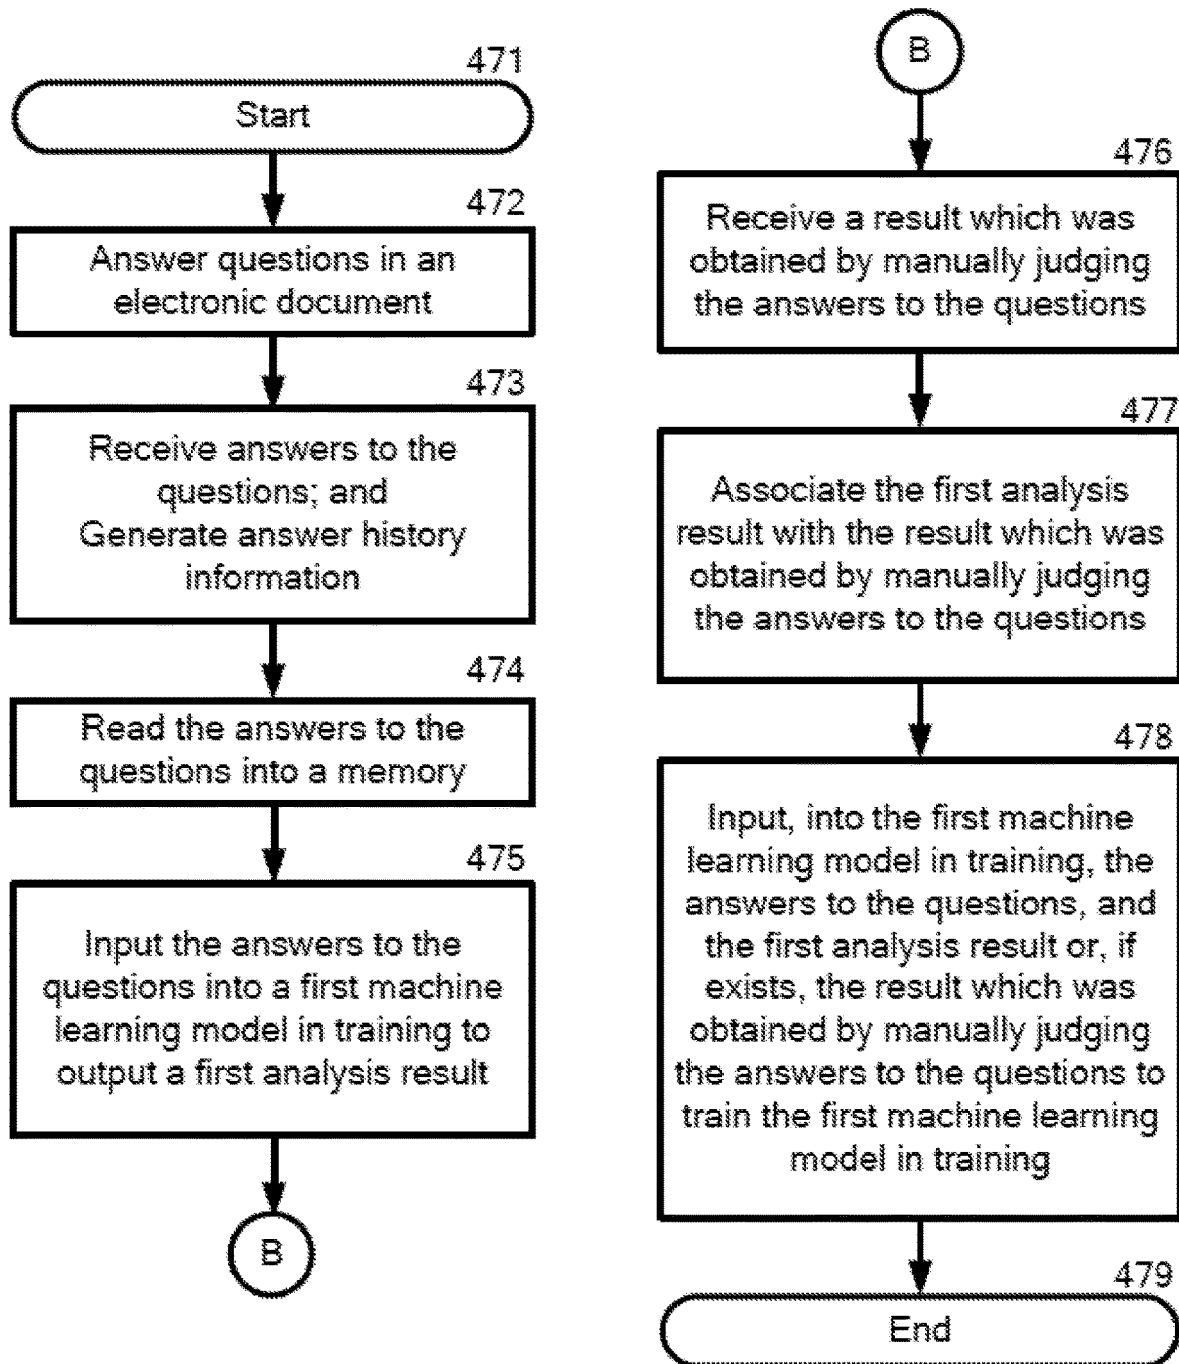 471
Start
472
Answer questions in an
electronic document
473
Receive answers to the
questions; and
Generate answer history
information
474
Read the answers to the
questions into a memory
475
Input the answers to the
questions into a first machine
learning model in training to
output a first analysis result
B
B
476
Receive a result which was
obtained by manually judging
the answers to the questions
477
Associate the first analysis
result with the result which was
obtained by manually judging
the answers to the questions
478
Input, into the first machine
learning model in training, the
answers to the questions, and
the first analysis result or, if
exists, the result which was
obtained by manually judging
the answers to the questions to
train the first machine learning
model in training
479
End